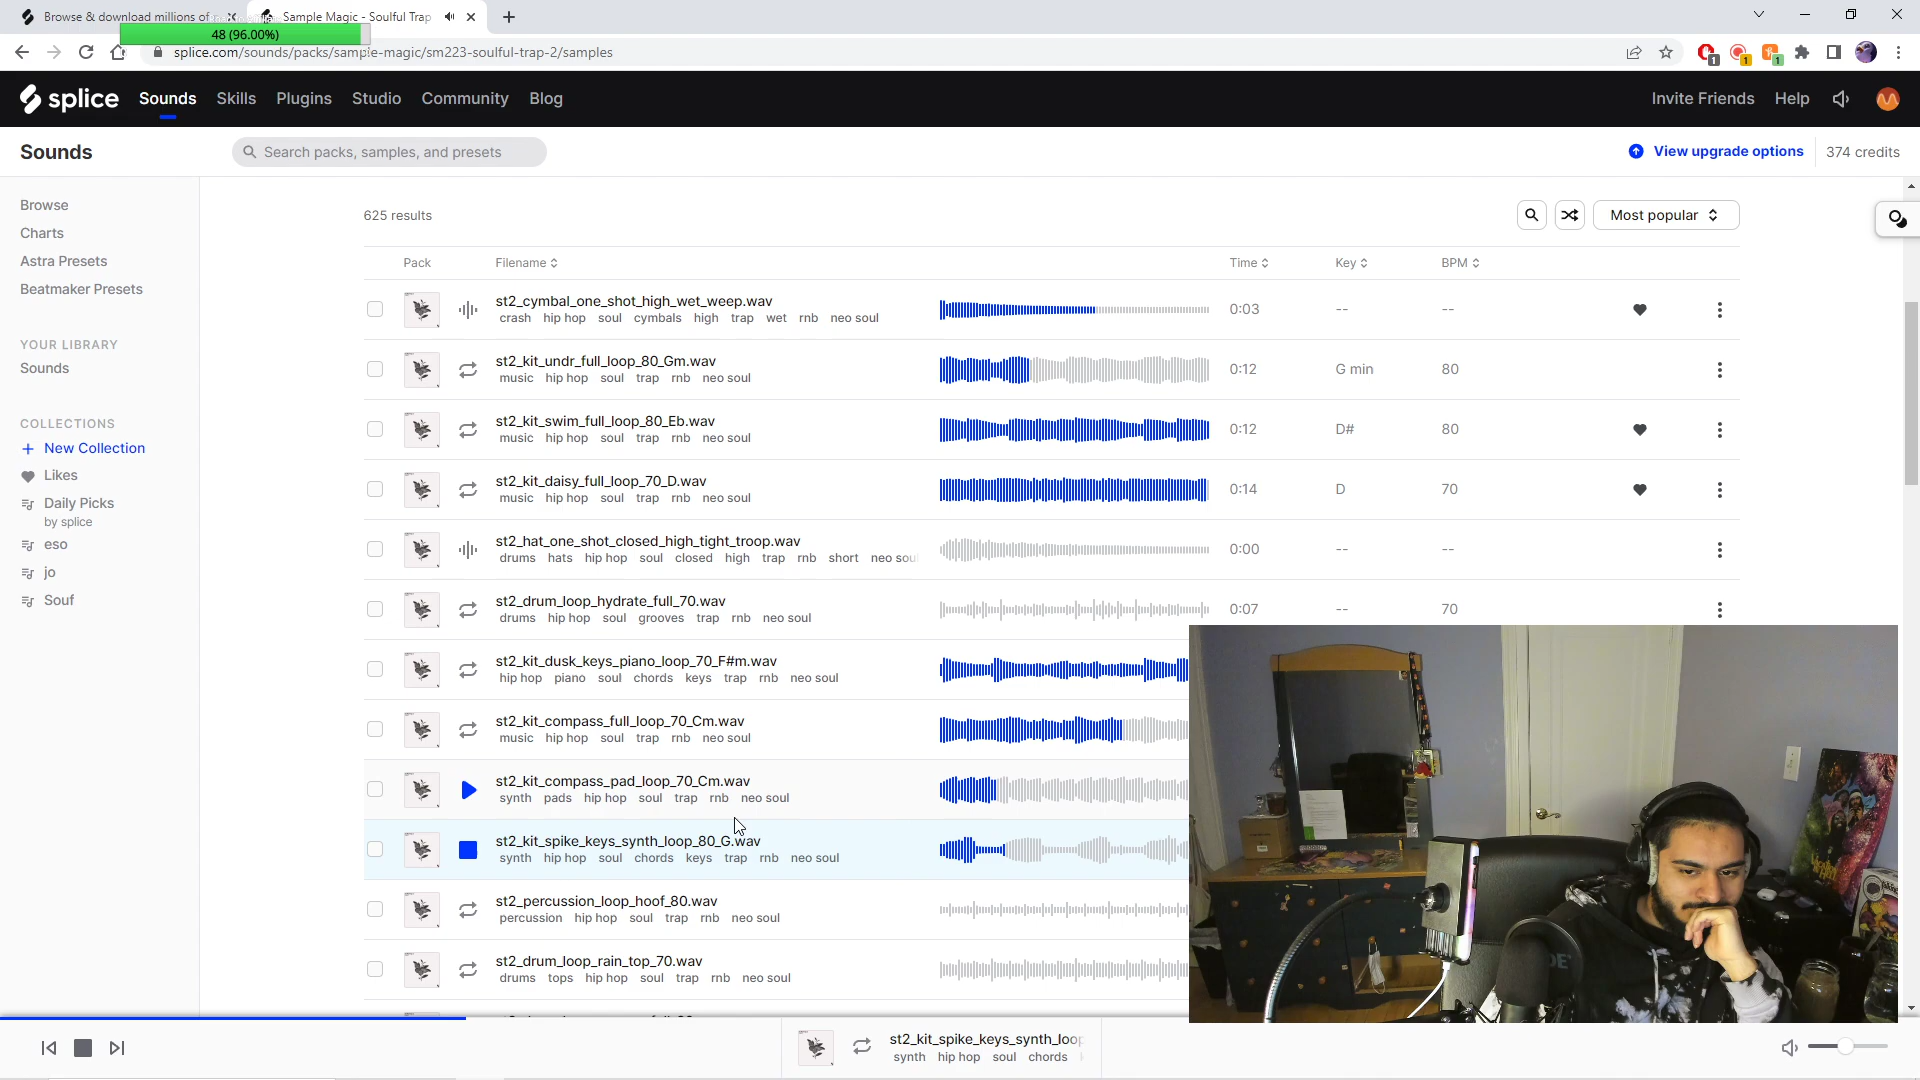 Browse & download millions of
Sample Magic - Soulful Trap
48 (96.00%)
splice.com/sounds/packs/sample-magic/sm223-soulful-trap-2/samples
1
1
1
splice
Sounds
Skills
Plugins
Studio
Community
Blog
Invite Friends
Help
Sounds
Search packs, samples, and presets
View upgrade options
374 credits
Browse
Charts
Astra Presets
Beatmaker Presets
YOUR LIBRARY
Sounds
COLLECTIONS
+ New Collection
Likes
Daily Picks
by splice
eso
jo
Souf
625 results
Most popular
Pack
Filename
Time
Key
BPM
st2_cymbal_one_shot_high_wet_weep.wav
crash hip hop soul cymbals high trap wet rnb neo soul
0:03 -- --
st2_kit_undr_full_loop_80_Gm.wav
music hip hop soul trap rnb neo soul
0:12 G min 80
st2_kit_swim_full_loop_80_Eb.wav
music hip hop soul trap rnb neo soul
0:12 D# 80
st2_kit_daisy_full_loop_70_D.wav
music hip hop soul trap rnb neo soul
0:14 D 70
st2_hat_one_shot_closed_high_tight_troop.wav
drums hats hip hop soul closed high trap rnb short neo sou
0:00 -- --
st2_drum_loop_hydrate_full_70.wav
drums hip hop soul grooves trap rnb neo soul
0:07 -- 70
st2_kit_dusk_keys_piano_loop_70_F#m.wav
hip hop piano soul chords keys trap rnb neo soul
st2_kit_compass_full_loop_70_Cm.wav
music hip hop soul trap rnb neo soul
st2_kit_compass_pad_loop_70_Cm.wav
synth pads hip hop soul trap rnb neo soul
st2_kit_spike_keys_synth_loop_80_G.wav
synth hip hop soul chords keys trap rnb neo soul
st2_percussion_loop_hoof_80.wav
percussion hip hop soul trap rnb neo soul
st2_drum_loop_rain_top_70.wav
drums tops hip hop soul trap rnb neo soul
st2_kit_spike_keys_synth_loop
synth hip hop soul chords